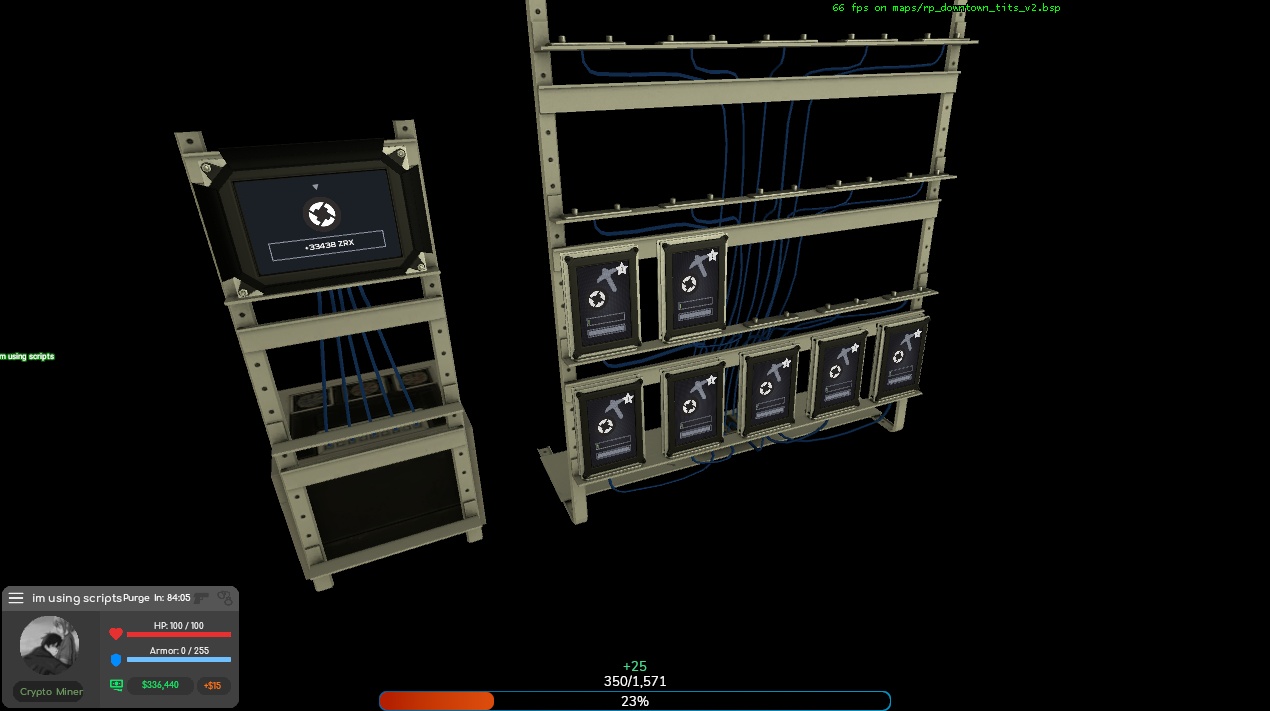 66 fps on maps/rp_downtown_tits_v2.bsp
+33438 ZRX
m using scripts
im using scripts Purge In: 84:05
HP: 100 / 100
Armor: 0 / 255
Crypto Miner
$336,440
+$15
+25
350/1,571
23%